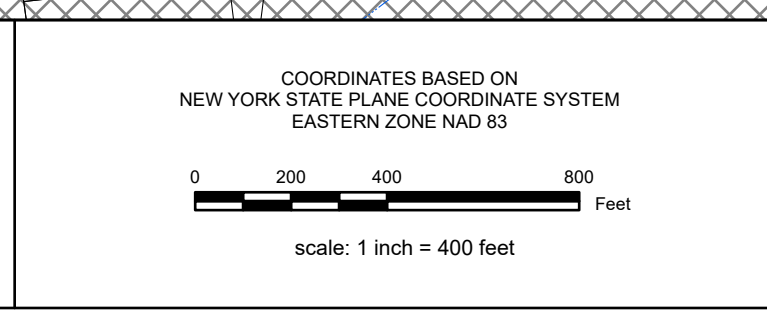 COORDINATES BASED ON
NEW YORK STATE PLANE COORDINATE SYSTEM
EASTERN ZONE NAD 83
0 200 400 800
Feet
scale: 1 inch = 400 feet